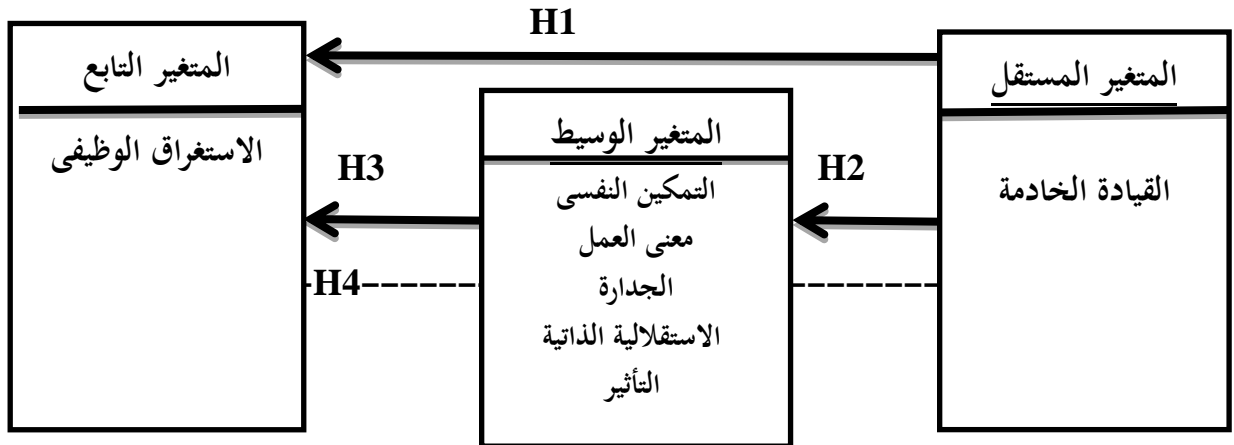 H1
المتغير المستقل
القيادة الخادمة
H2
المتغير الوسيط
التمكين النفسى
معنى العمل
الجدارة
الاستقلالية الذاتية
التأثير
H3
H4
المتغير التابع
الاستغراق الوظيفى